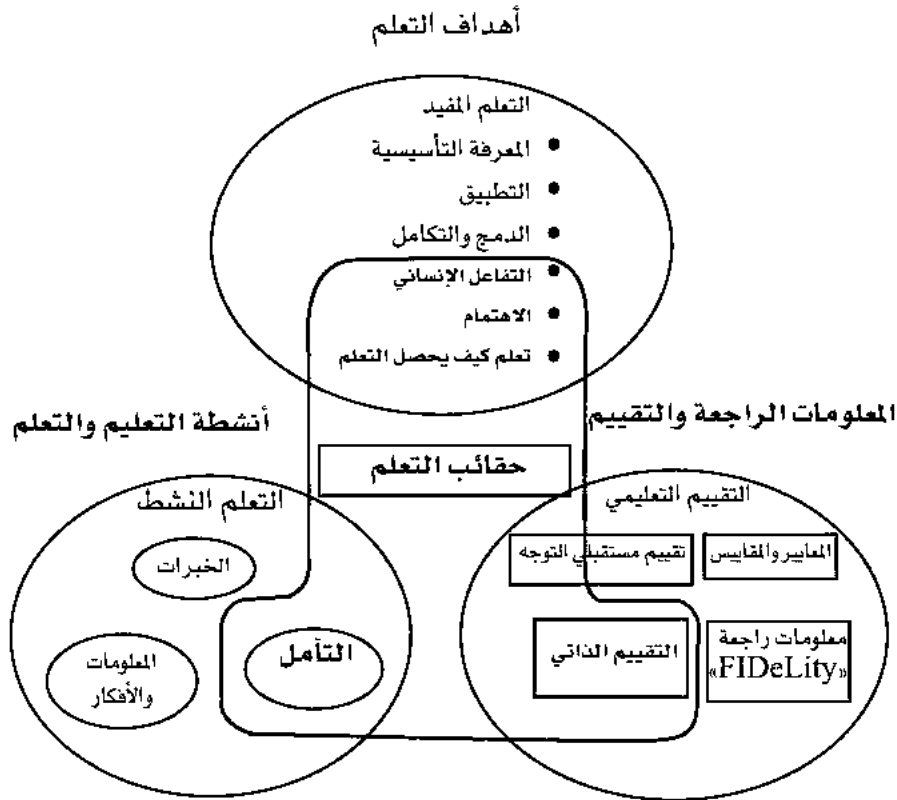 أهداف التعلم
التعلم المفيد
• المعرفة التأسيسية
• التطبيق
• الدمج والتكامل
• التفاعل الإنساني
• الاهتمام
• تعلم كيف يحصل التعلم
المعلومات الراجعة والتقييم
أنشطة التعليم والتعلم
حقائب التعلم
التقييم التعليمي
المعايير والمقاييس
تقييم مستقبلي التوجه
معلومات راجعة
«FIDeLity»
التقييم الذاتي
التعلم النشط
الخبرات
التأمل
المعلومات
والأفكار